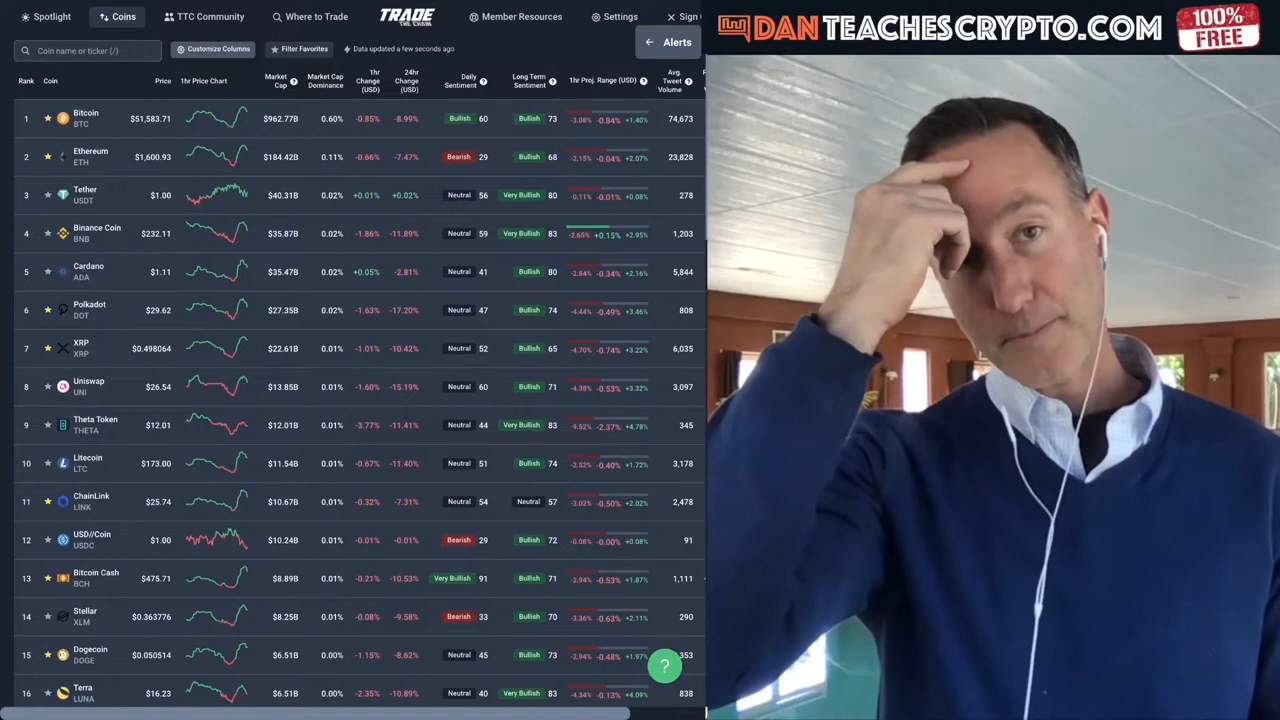 Spotlight Coins TTC Community Where to Trade TRADE THE CHAIN Member Resources Settings Sign
DANTEACHESCRYPTO.COM 100% FREE
Coin name or ticker (/) Customize Columns Filter Favorites Data updated a few seconds ago Alerts
Rank Coin Price 1hr Price Chart Market Cap Market Cap Dominance 1hr Change (USD) 24hr Change (USD) Daily Sentiment Long Term Sentiment 1hr Proj. Range (USD) Avg. Tweet Volume
1 Bitcoin BTC $51,583.71 $962.77B 0.60% -0.85% -8.99% Bullish 60 Bullish 73 -3.08% -0.84% +1.40% 74,673
2 Ethereum ETH $1,600.93 $184.42B 0.11% -0.66% -7.47% Bearish 29 Bullish 68 -2.15% -0.04% +2.07% 23,828
3 Tether USDT $1.00 $40.31B 0.02% +0.01% +0.02% Neutral 56 Very Bullish 80 -0.11% -0.01% +0.08% 278
4 Binance Coin BNB $232.11 $35.87B 0.02% -1.86% -11.89% Neutral 59 Very Bullish 83 -2.65% +0.15% +2.95% 1,203
5 Cardano ADA $1.11 $35.47B 0.02% +0.05% -2.81% Neutral 41 Bullish 80 -2.84% -0.34% +2.16% 5,844
6 Polkadot DOT $29.62 $27.35B 0.02% -1.63% -17.20% Neutral 47 Bullish 74 -4.44% -0.49% +3.46% 808
7 XRP XRP $0.498064 $22.61B 0.01% -1.01% -10.42% Neutral 52 Bullish 65 -4.70% -0.74% +3.22% 6,035
8 Uniswap UNI $26.54 $13.85B 0.01% -1.60% -15.19% Neutral 60 Bullish 71 -4.38% -0.53% +3.32% 3,097
9 Theta Token THETA $12.01 $12.01B 0.01% -3.77% -11.41% Neutral 44 Very Bullish 83 -9.52% -2.37% +4.78% 345
10 Litecoin LTC $173.00 $11.54B 0.01% -0.67% -11.40% Neutral 51 Bullish 74 -2.52% -0.40% +1.72% 3,178
11 ChainLink LINK $25.74 $10.67B 0.01% -0.32% -7.31% Neutral 54 Neutral 57 -3.02% -0.50% +2.02% 2,478
12 USD//Coin USDC $1.00 $10.24B 0.01% -0.01% -0.01% Bearish 29 Bullish 72 -0.08% -0.00% +0.08% 91
13 Bitcoin Cash BCH $475.71 $8.89B 0.01% -0.21% -10.53% Very Bullish 91 Bullish 71 -2.94% -0.53% +1.87% 1,111
14 Stellar XLM $0.363776 $8.25B 0.01% -0.08% -9.58% Bearish 33 Bullish 70 -3.36% -0.63% +2.11% 290
15 Dogecoin DOGE $0.050514 $6.51B 0.00% -1.15% -8.62% Neutral 45 Bullish 73 -2.94% -0.48% +1.97% 353
16 Terra LUNA $16.23 $6.51B 0.00% -2.35% -10.89% Neutral 40 Very Bullish 83 -4.34% -0.13% +4.09% 838